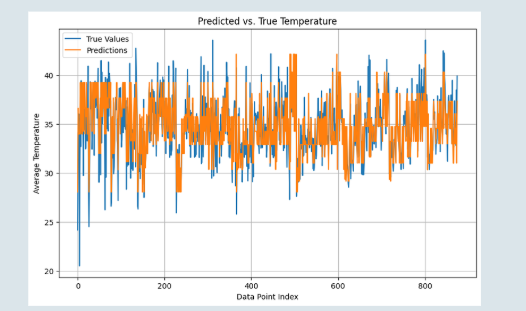 Predicted vs. True Temperature
True Values
Predictions
40
35
30
25
20
Average Temperature
0 200 400 600 800
Data Point Index